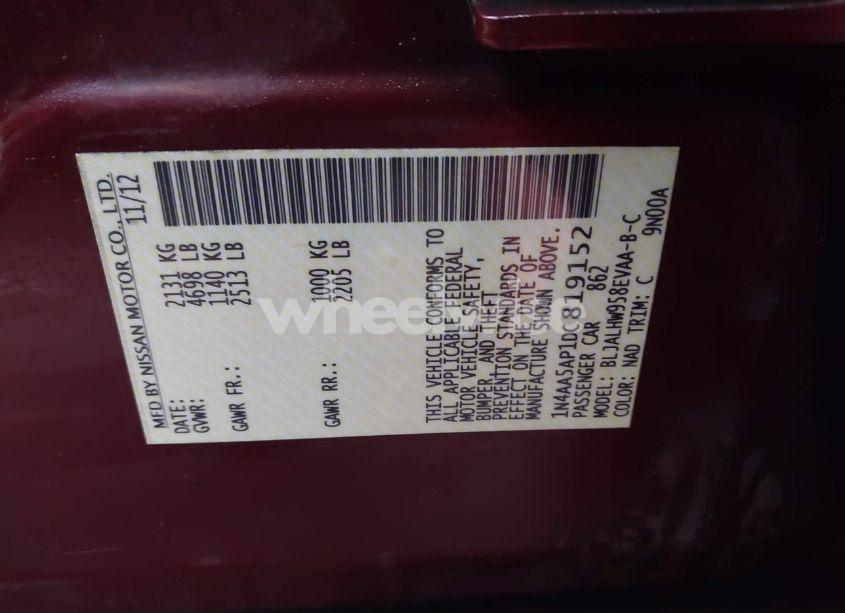 MFD BY NISSAN MOTOR CO., LTD.
DATE: 11/12
GVWR: 2131 KG
4698 LB
GAWR FR.: 1140 KG
2513 LB
GAWR RR.: 1000 KG
2205 LB
THIS VEHICLE CONFORMS TO
ALL APPLICABLE FEDERAL
MOTOR VEHICLE SAFETY,
BUMPER, AND THEFT
PREVENTION STANDARDS IN
EFFECT ON THE DATE OF
MANUFACTURE SHOWN ABOVE.
1N4AA5AP1DC819152
PASSENGER CAR 862
MODEL: BLJALHW958EVAA-B-C
COLOR: NAD TRIM: C 9N00A